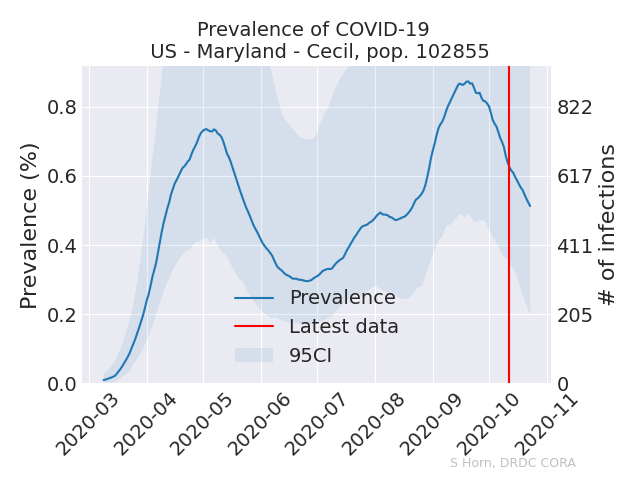 Prevalence of COVID-19
US - Maryland - Cecil, pop. 102855
Prevalence (%)
0.8
0.6
0.4
0.2
0.0
822
617
411
205
0
# of infections
Prevalence
Latest data
95CI
2020-03
2020-04
2020-05
2020-06
2020-07
2020-08
2020-09
2020-10
2020-11
S Horn, DRDC CORA